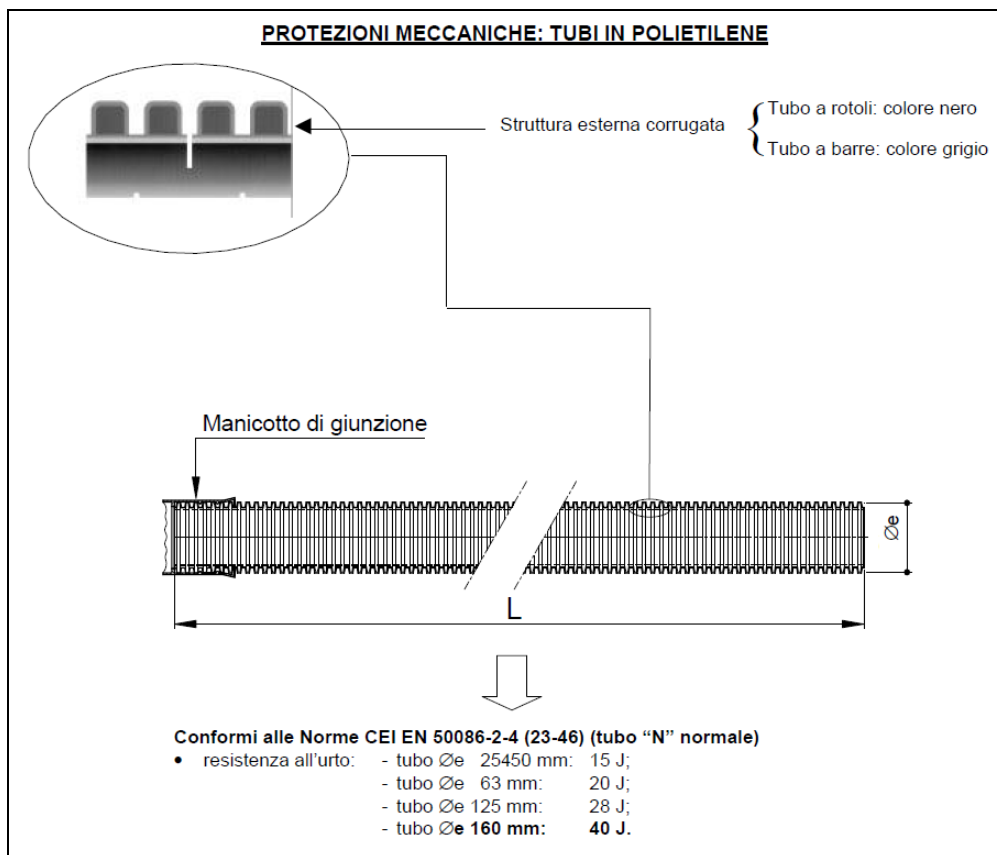 PROTEZIONI MECCANICHE: TUBI IN POLIETILENE
Struttura esterna corrugata
Tubo a rotoli: colore nero
Tubo a barre: colore grigio
Manicotto di giunzione
Øe
L
Conformi alle Norme CEI EN 50086-2-4 (23-46) (tubo “N” normale)
• resistenza all’urto: - tubo Øe 25450 mm: 15 J;
- tubo Øe 63 mm: 20 J;
- tubo Øe 125 mm: 28 J;
- tubo Øe 160 mm: 40 J.